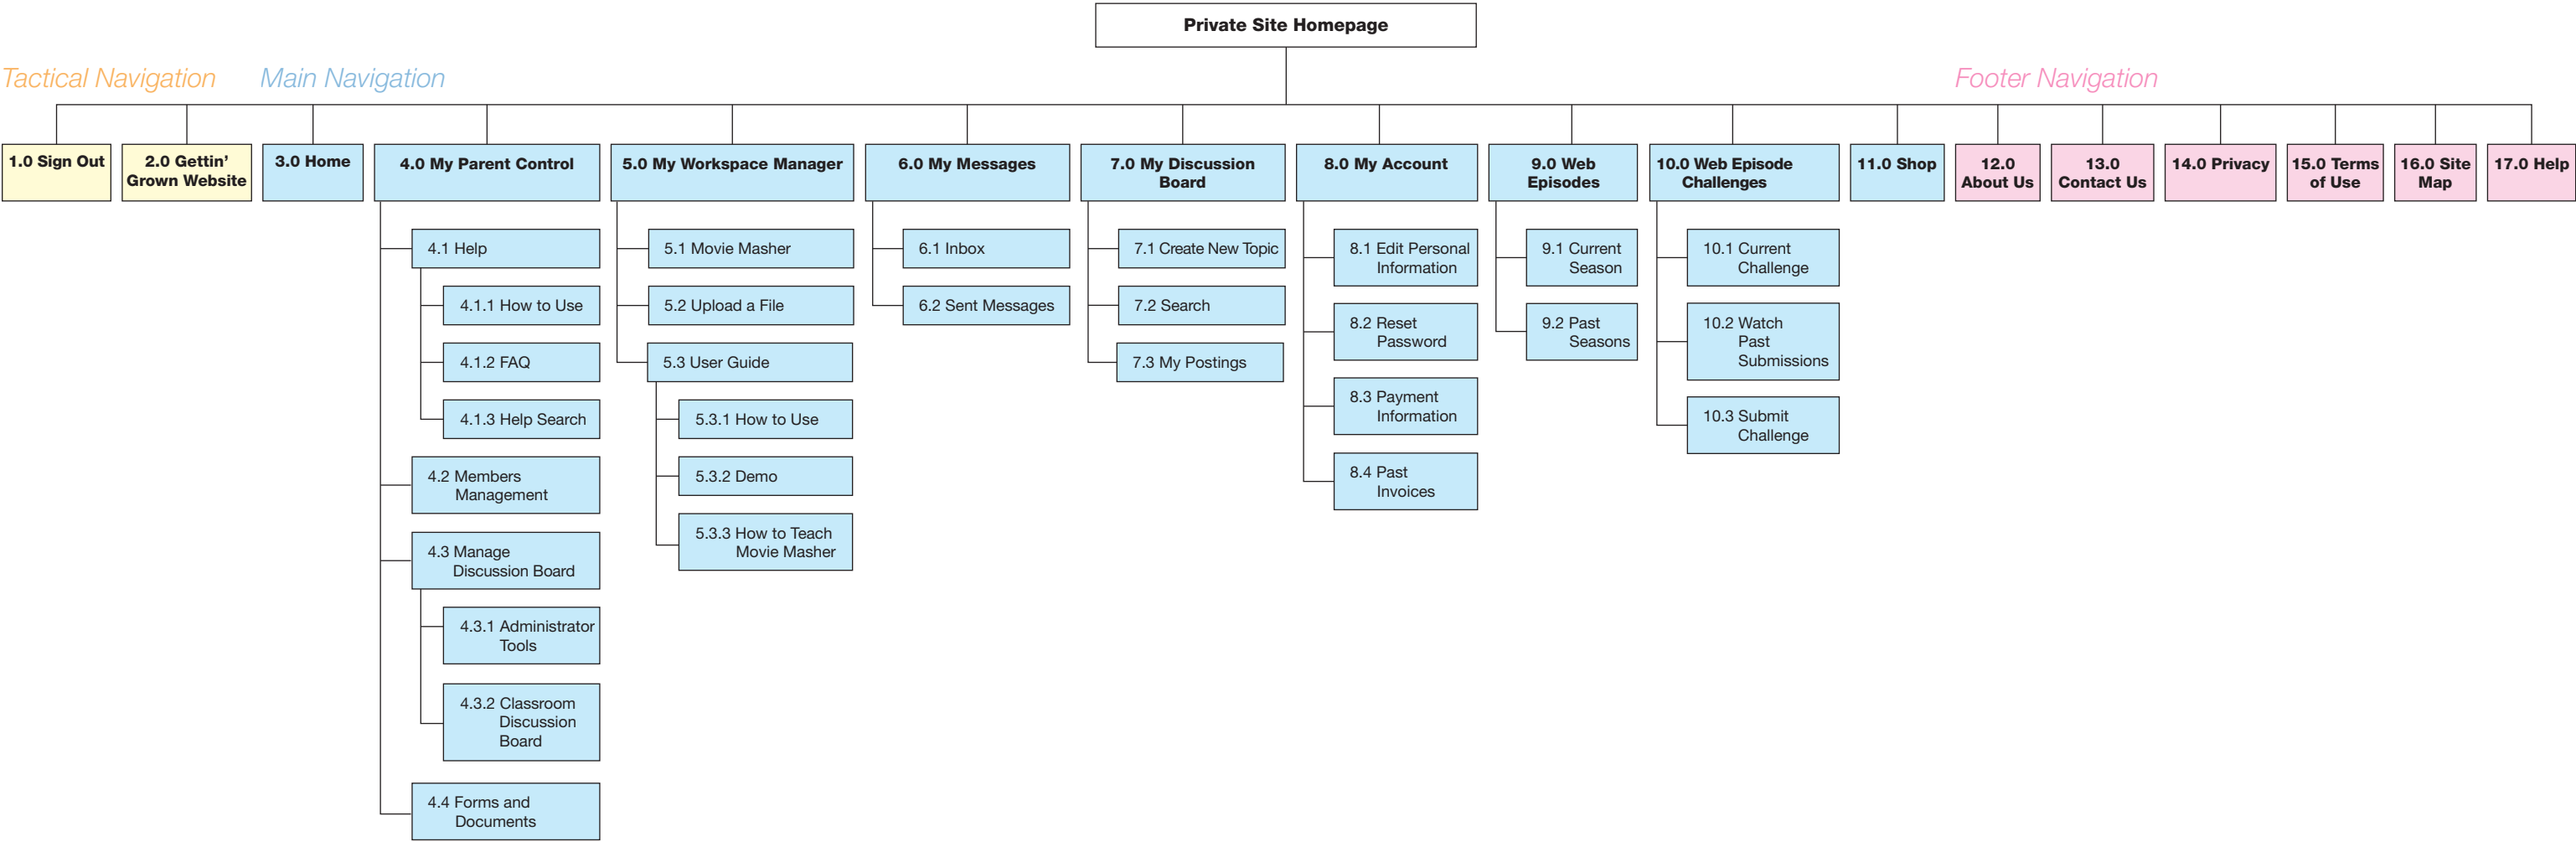 Private Site Homepage
Tactical Navigation
Main Navigation
Footer Navigation
1.0 Sign Out
2.0 Gettin’
Grown Website
3.0 Home
4.0 My Parent Control
4.1 Help
4.1.1 How to Use
4.1.2 FAQ
4.1.3 Help Search
4.2 Members
Management
4.3 Manage
Discussion Board
4.3.1 Administrator
Tools
4.3.2 Classroom
Discussion
Board
4.4 Forms and
Documents
5.0 My Workspace Manager
5.1 Movie Masher
5.2 Upload a File
5.3 User Guide
5.3.1 How to Use
5.3.2 Demo
5.3.3 How to Teach
Movie Masher
6.0 My Messages
6.1 Inbox
6.2 Sent Messages
7.0 My Discussion
Board
7.1 Create New Topic
7.2 Search
7.3 My Postings
8.0 My Account
8.1 Edit Personal
Information
8.2 Reset
Password
8.3 Payment
Information
8.4 Past
Invoices
9.0 Web
Episodes
9.1 Current
Season
9.2 Past
Seasons
10.0 Web Episode
Challenges
10.1 Current
Challenge
10.2 Watch
Past
Submissions
10.3 Submit
Challenge
11.0 Shop
12.0
About Us
13.0
Contact Us
14.0 Privacy
15.0 Terms
of Use
16.0 Site
Map
17.0 Help